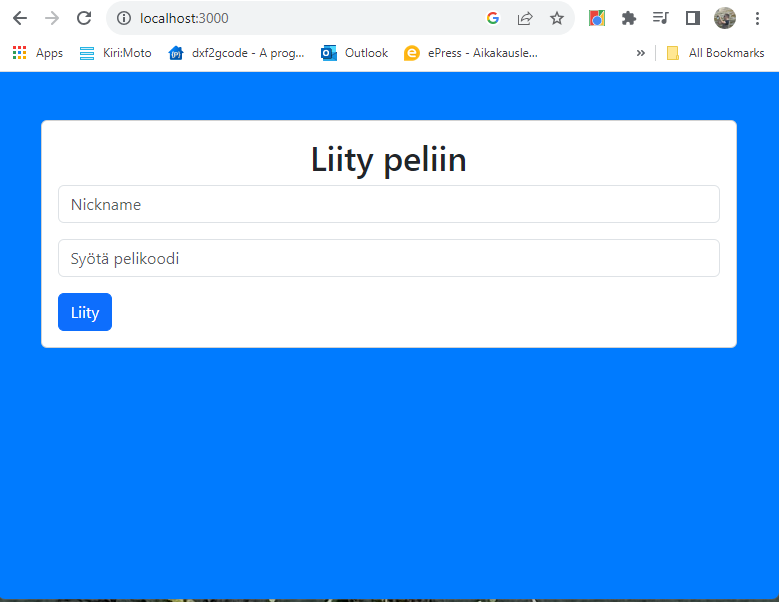 localhost:3000
Apps Kiri:Moto dxf2gcode - A prog... Outlook ePress - Aikakausle... » All Bookmarks
Liity peliin
Nickname
Syötä pelikoodi
Liity